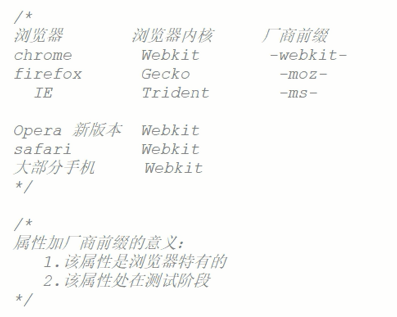 /*
浏览器 浏览器内核 厂商前缀
chrome Webkit -webkit-
firefox Gecko -moz-
IE Trident -ms-
Opera 新版本 Webkit
safari Webkit
大部分手机 Webkit
*/
/*
属性加厂商前缀的意义:
1.该属性是浏览器特有的
2.该属性处在测试阶段
*/